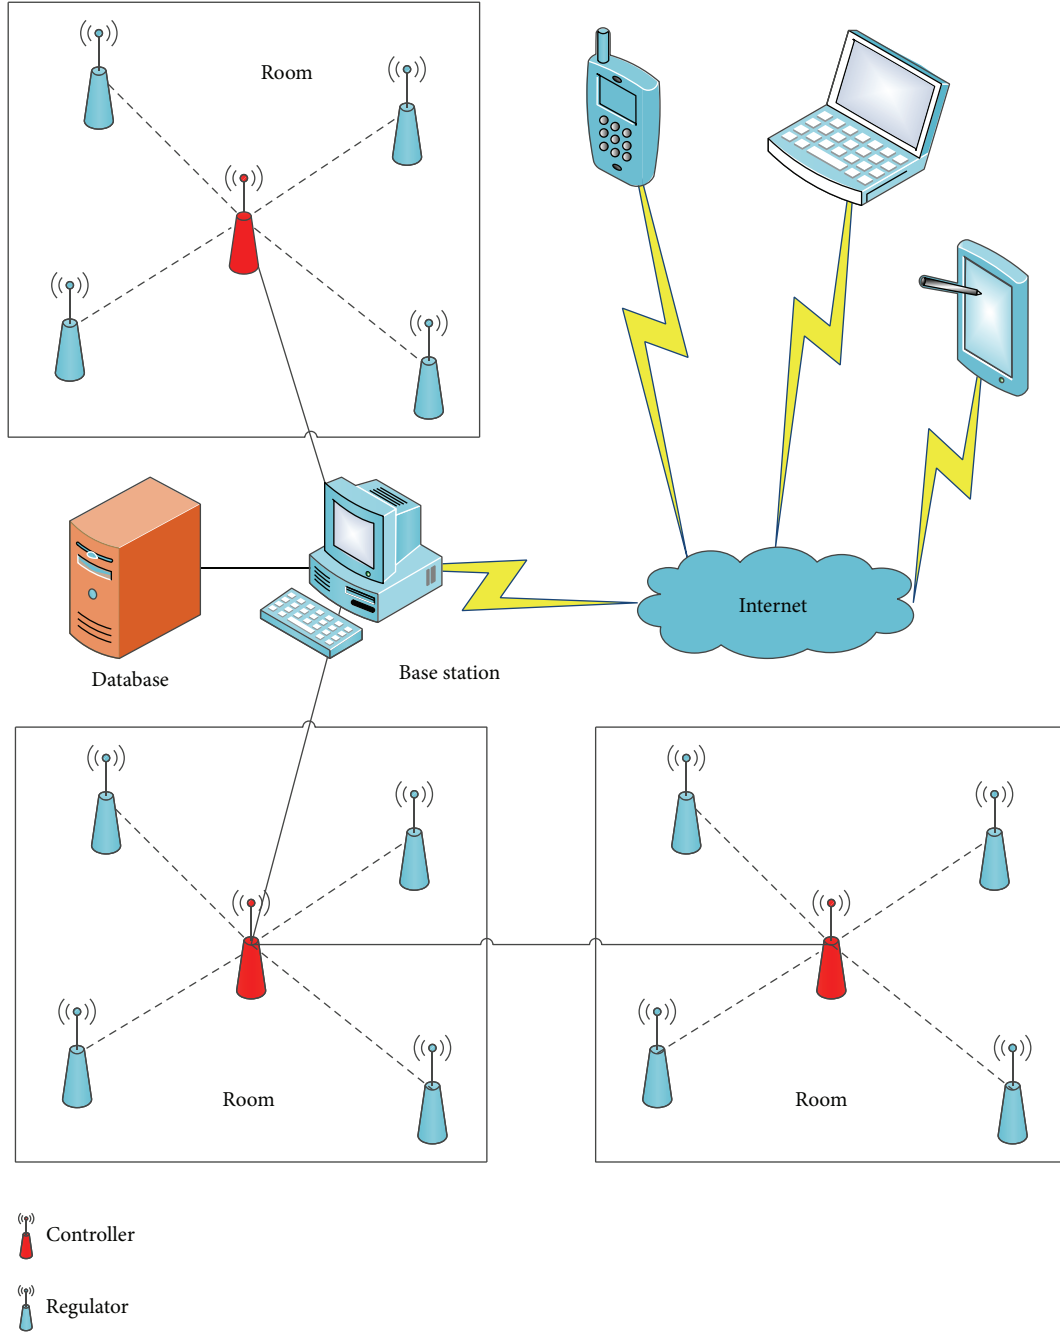 Room
Internet
Database
Base station
Room
Room
Controller
Regulator